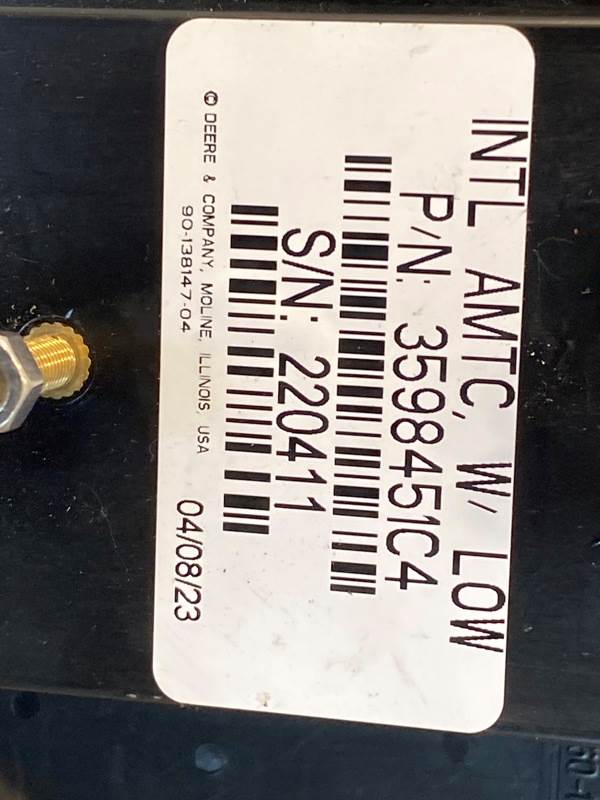 INTL AMTC, W/ LOW
P/N: 3598451C4
S/N: 220411
© DEERE & COMPANY, MOLINE, ILLINOIS, USA
90-138147-04
04/08/23